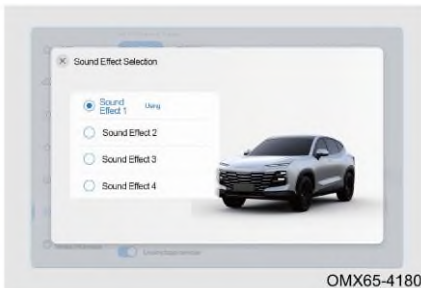 Sound Effect Selection
Sound
Effect 1 Using
Sound Effect 2
Sound Effect 3
Sound Effect 4
OMX65-4180